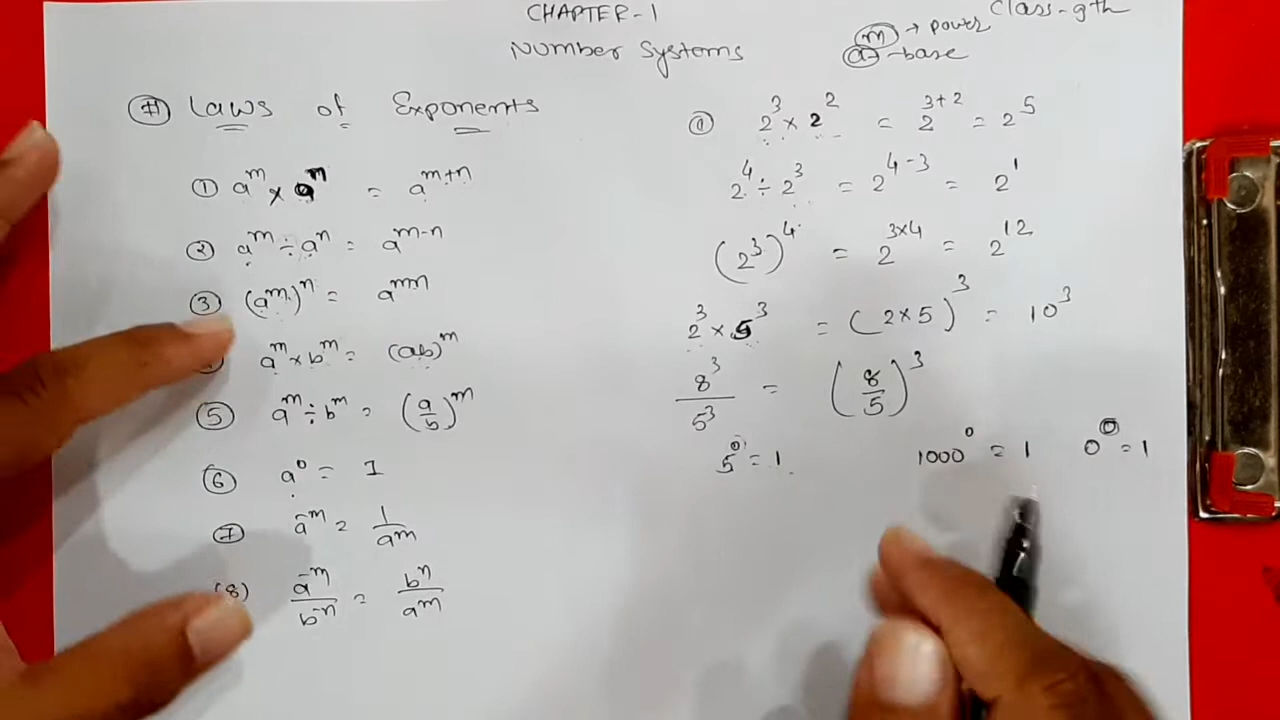 CHAPTER-1
Class-9th
Number Systems
m → power
a - base
# Laws of Exponents
① a^m × a^n = a^{m+n}
② a^m ÷ a^n = a^{m-n}
③ (a^m)^n = a^{mn}
a^m × b^m = (ab)^m
⑤ a^m ÷ b^m = (a/b)^m
⑥ a^0 = 1
⑦ a^{-m} = 1/a^m
(8) a^{-m}/b^{-n} = b^n/a^m
① 2^3 × 2^2 = 2^{3+2} = 2^5
2^4 ÷ 2^3 = 2^{4-3} = 2^1
(2^3)^4 = 2^{3×4} = 2^{12}
2^3 × 5^3 = (2×5)^3 = 10^3
8^3/5^3 = (8/5)^3
5^0 = 1 1000^0 = 1 0^0 = 1